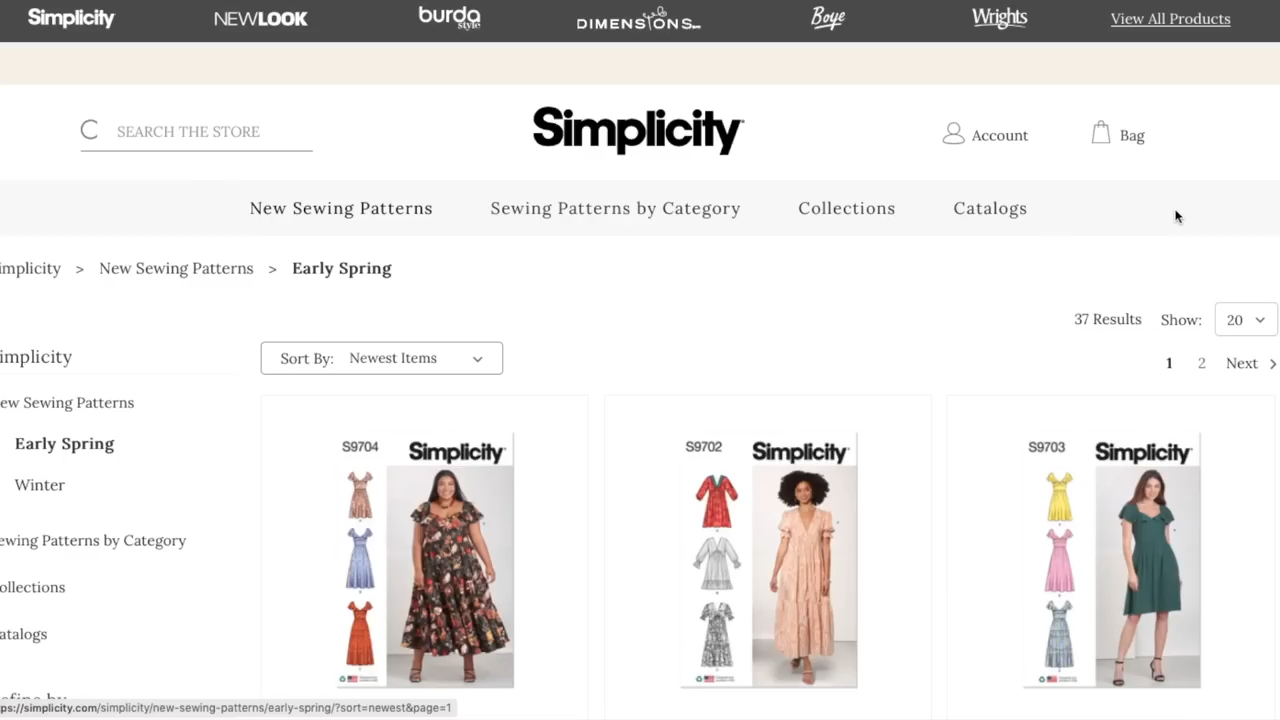 Simplicity NEWLOOK burda style DIMENSIONS Boye Wrights View All Products
SEARCH THE STORE
Simplicity
Account
Bag
New Sewing Patterns Sewing Patterns by Category Collections Catalogs
implicity > New Sewing Patterns > Early Spring
37 Results Show: 20
implicity
Sort By: Newest Items
1 2 Next
ew Sewing Patterns
Early Spring
Winter
ewing Patterns by Category
ollections
atalogs
efine by
S9704 Simplicity
S9702 Simplicity
S9703 Simplicity
ps://simplicity.com/simplicity/new-sewing-patterns/early-spring/?sort=newest&page=1